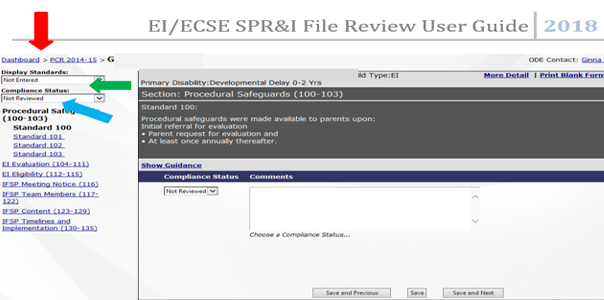 EI/ECSE SPR&I File Review User Guide 2018
Dashboard > PCR 2014-15 > G
ODE Contact: Ginna
Display Standards:
Not Entered
Compliance Status:
Not Reviewed
Procedural
(100-103)
Standard 100
Standard 101
Standard 102
Standard 103
EI Evaluation (104-111)
EI Eligibility (112-115)
IFSP Meeting Notice (116)
IFSP Team Members (117-
122)
IFSP Content (123-129)
IFSP Timelines and
Implementation (130-135)
Primary Disability:Developmental Delay 0-2 Yrs
Type:EI
More Detail | Print Blank Form
Section: Procedural Safeguards (100-103)
Standard 100:
Procedural safeguards were made available to parents upon:
Initial referral for evaluation
• Parent request for evaluation and
• At least once annually thereafter.
Show Guidance
Compliance Status Comments
Not Reviewed
Choose a Compliance Status...
Save and Previous Save Save and Next